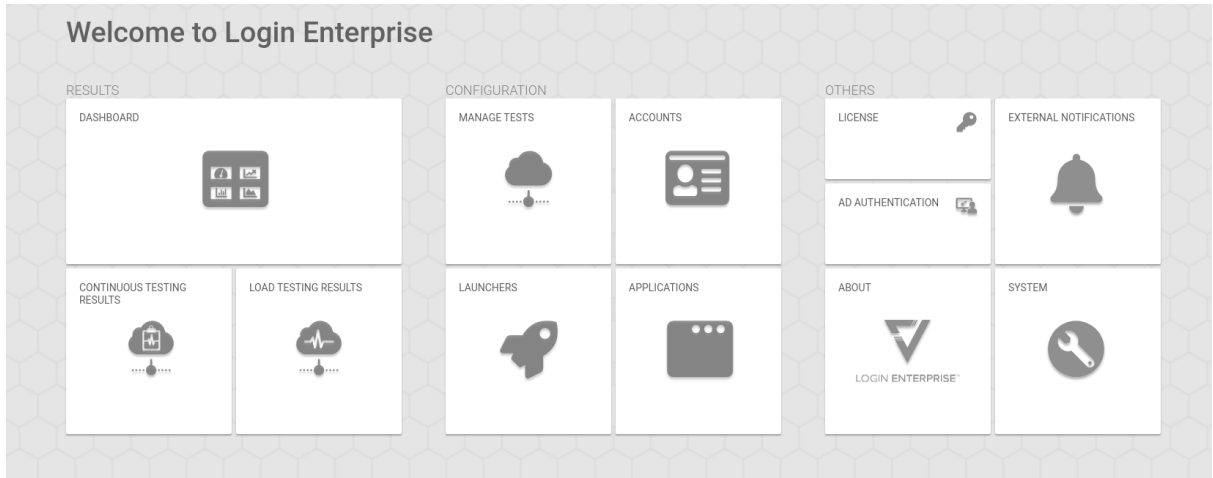 Welcome to Login Enterprise
RESULTS
DASHBOARD
CONTINUOUS TESTING
RESULTS
LOAD TESTING RESULTS
CONFIGURATION
MANAGE TESTS
ACCOUNTS
LAUNCHERS
APPLICATIONS
OTHERS
LICENSE
EXTERNAL NOTIFICATIONS
AD AUTHENTICATION
ABOUT
LOGIN ENTERPRISE™
SYSTEM